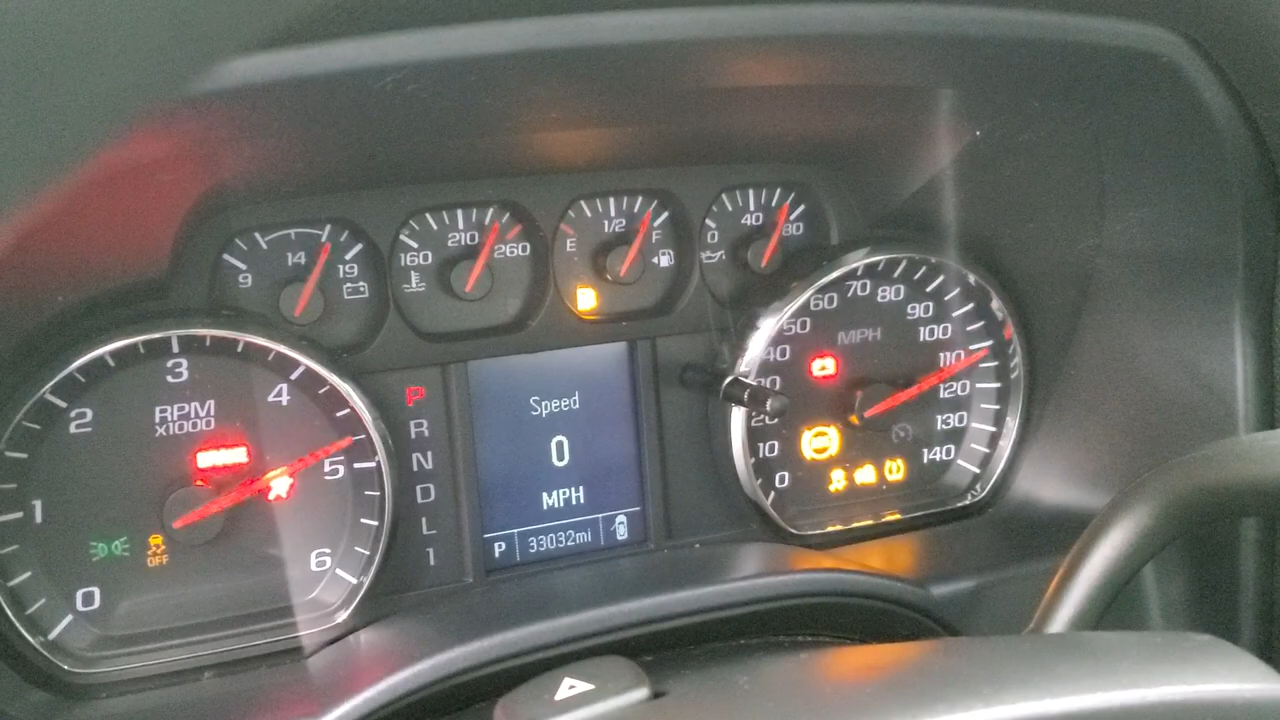 9 14 19
160 210 260
E 1/2 F
0 40 80
0 1 2 3 4 5 6
RPM
x1000
OFF
P
R
N
D
L
1
Speed
0
MPH
P 33032mi
0 10 20 30 40 50 60 70 80 90 100 110 120 130 140
MPH